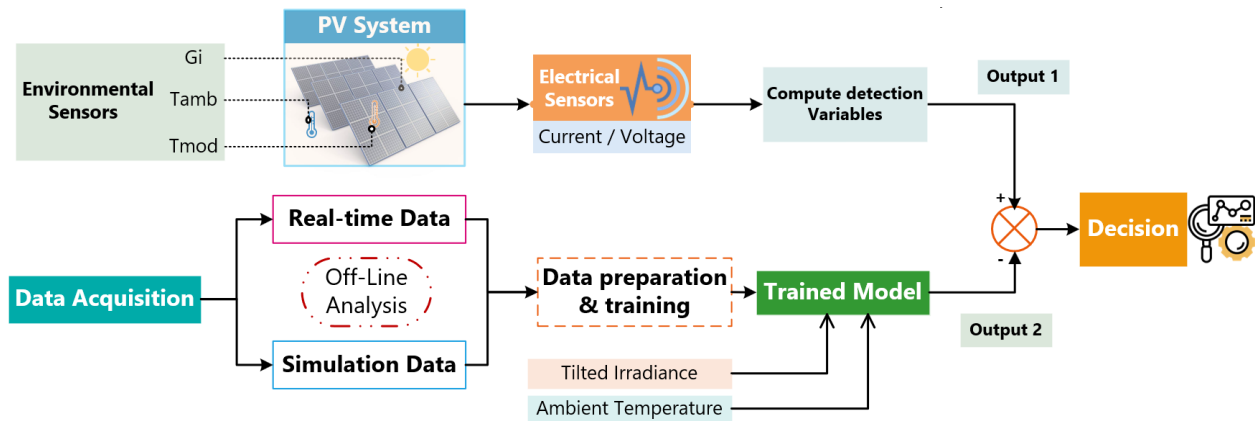 PV System
Environmental
Sensors
Gi
Tamb
Tmod
Electrical
Sensors
Current / Voltage
Compute detection
Variables
Output 1
+
-
Decision
Data Acquisition
Real-time Data
Off-Line
Analysis
Simulation Data
Data preparation
& training
Trained Model
Output 2
Tilted Irradiance
Ambient Temperature